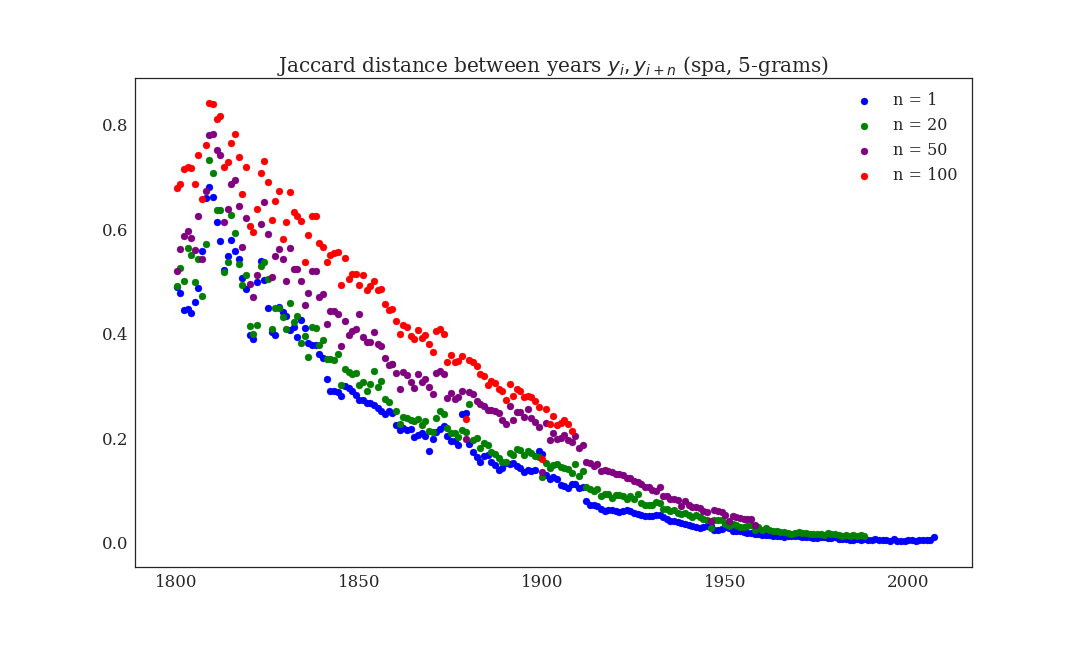 Jaccard distance between years $y_i, y_{i+n}$ (spa, 5-grams)
n = 1
n = 20
n = 50
n = 100
0.8
0.6
0.4
0.2
0.0
1800 1850 1900 1950 2000